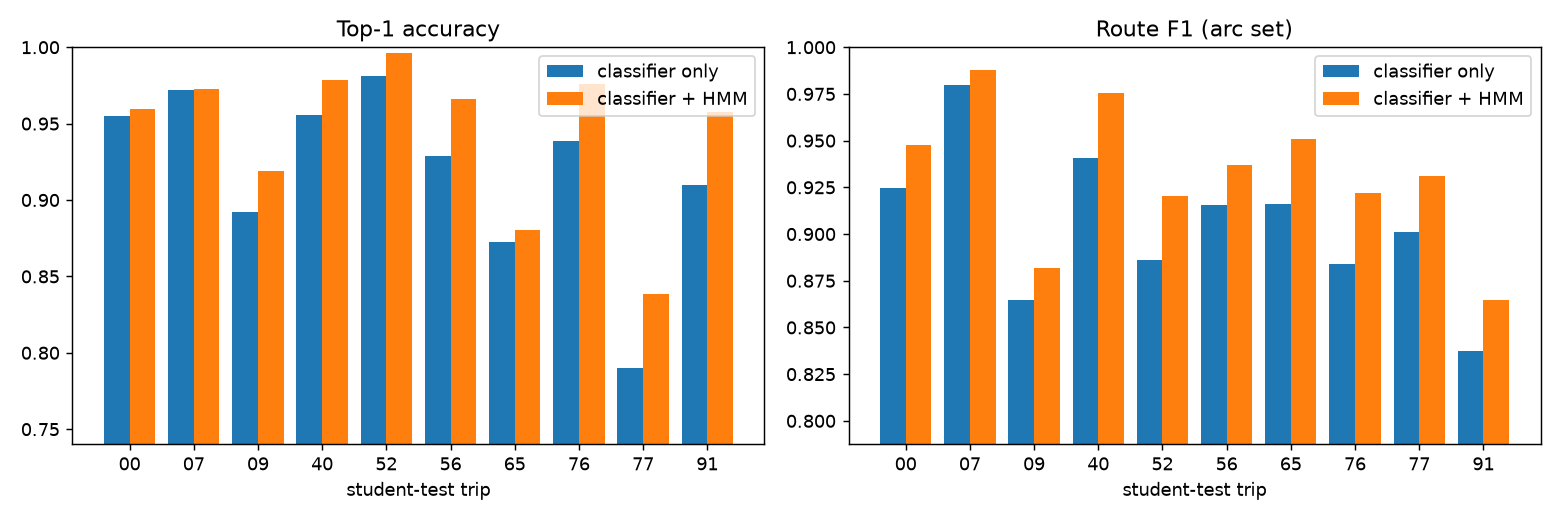 Top-1 accuracy
1.00
0.95
0.90
0.85
0.80
0.75
classifier only
classifier + HMM
00 07 09 40 52 56 65 76 77 91
student-test trip
Route F1 (arc set)
1.000
0.975
0.950
0.925
0.900
0.875
0.850
0.825
0.800
classifier only
classifier + HMM
00 07 09 40 52 56 65 76 77 91
student-test trip